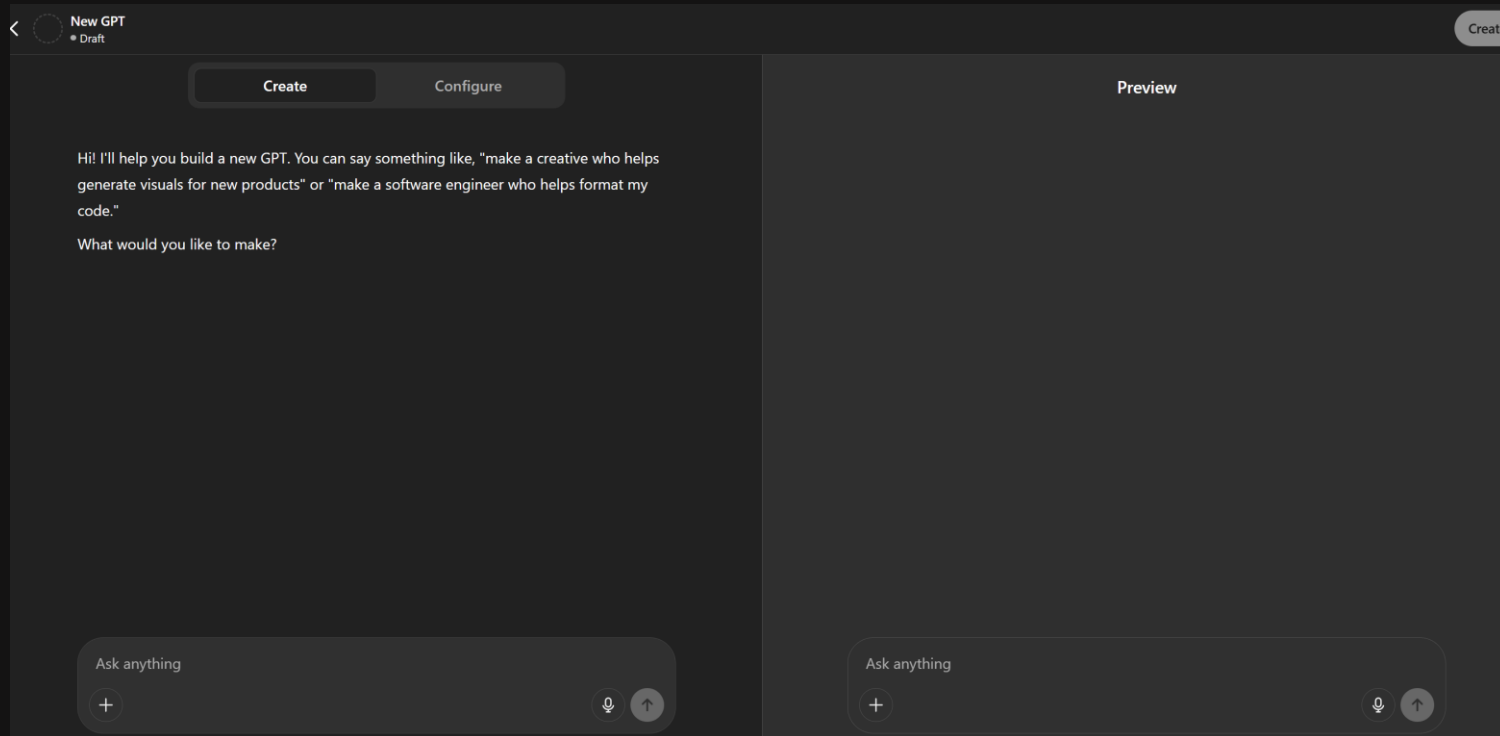 New GPT
Draft
Creat
Create
Configure
Preview
Hi! I'll help you build a new GPT. You can say something like, "make a creative who helps
generate visuals for new products" or "make a software engineer who helps format my
code."
What would you like to make?
Ask anything
Ask anything